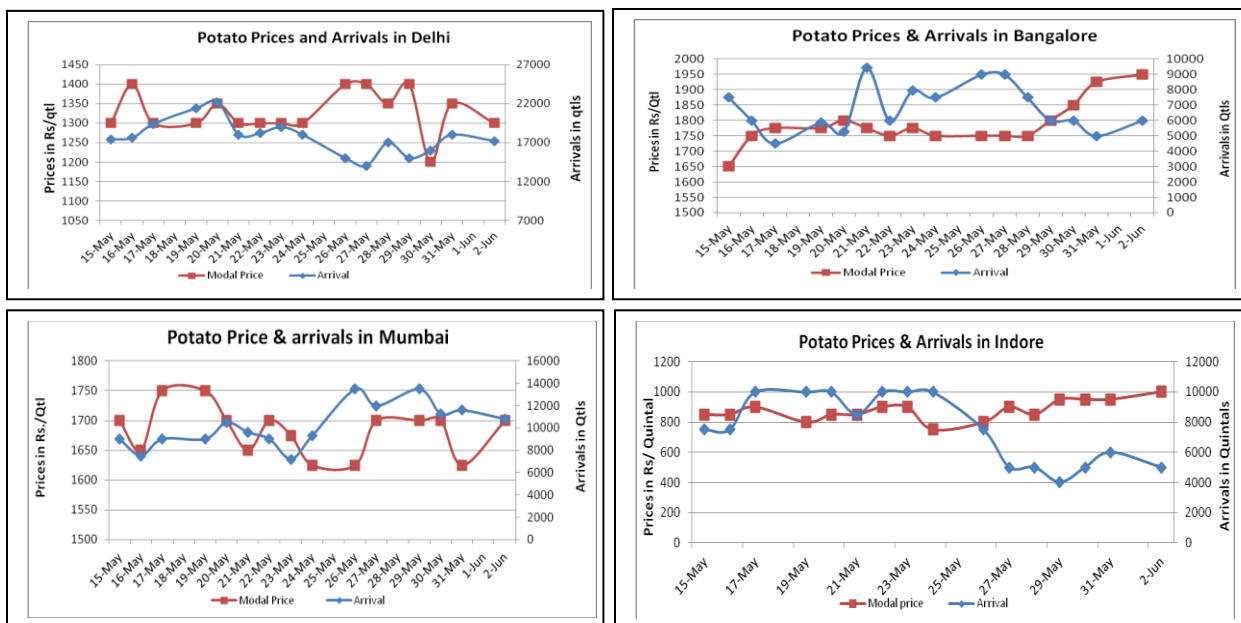 Potato Prices and Arrivals in Delhi
Prices in Rs/qtl
1450
1400
1350
1300
1250
1200
1150
1100
1050
27000
22000
17000
12000
7000
Arrivals in qtls
15-May
16-May
17-May
18-May
19-May
20-May
21-May
22-May
23-May
24-May
25-May
26-May
27-May
28-May
29-May
30-May
31-May
1-Jun
2-Jun
Modal Price
Arrival
Potato Prices & Arrivals in Bangalore
Prices in Rs/Qtl
2000
1950
1900
1850
1800
1750
1700
1650
1600
1550
1500
10000
9000
8000
7000
6000
5000
4000
3000
2000
1000
0
Arrivals in Qtls
15-May
16-May
17-May
18-May
19-May
20-May
21-May
22-May
23-May
24-May
25-May
26-May
27-May
28-May
29-May
30-May
31-May
1-Jun
2-Jun
Modal Price
Arrival
Potato Price & arrivals in Mumbai
Prices in Rs./Qtl
1800
1750
1700
1650
1600
1550
1500
16000
14000
12000
10000
8000
6000
4000
2000
0
Arrivals in Qtls
15-May
16-May
17-May
18-May
19-May
20-May
21-May
22-May
23-May
24-May
25-May
26-May
27-May
28-May
29-May
30-May
31-May
1-Jun
2-Jun
Modal Price
Arrival
Potato Prices & Arrivals in Indore
Prices in Rs/ Quintal
1200
1000
800
600
400
200
0
12000
10000
8000
6000
4000
2000
0
Arrivals in Quintals
15-May
17-May
19-May
21-May
23-May
25-May
27-May
29-May
31-May
2-Jun
Modal price
Arrival